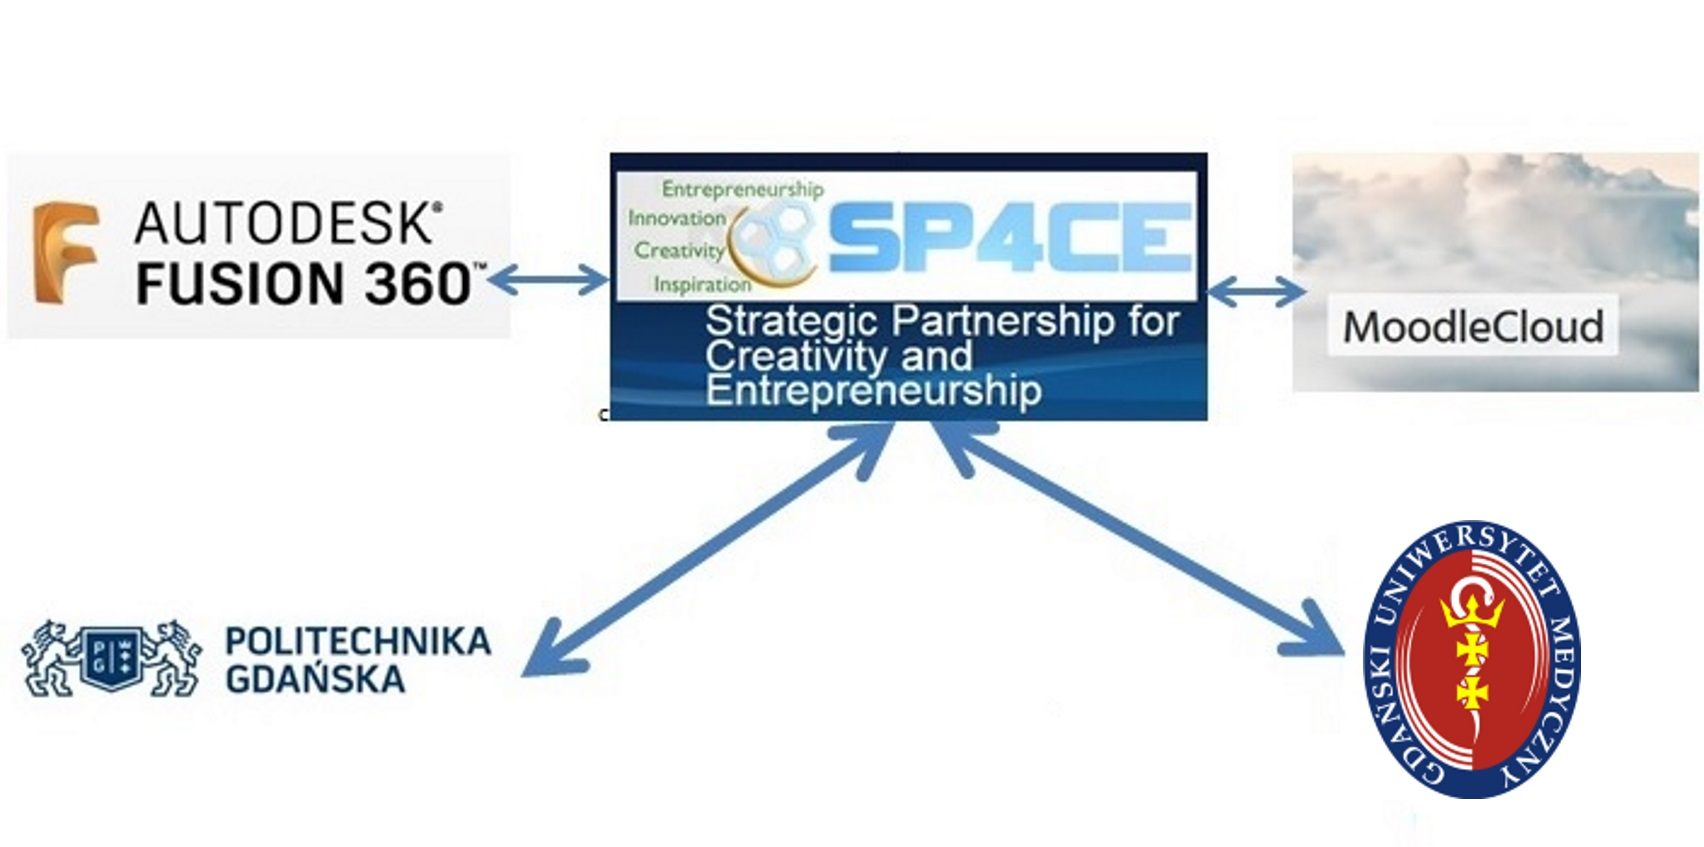 AUTODESK®
FUSION 360™
Entrepreneurship
Innovation
Creativity
Inspiration
SP4CE
Strategic Partnership for
Creativity and
Entrepreneurship
c
MoodleCloud
P G
POLITECHNIKA
GDAŃSKA
GDAŃSKI UNIWERSYTET MEDYCZNY